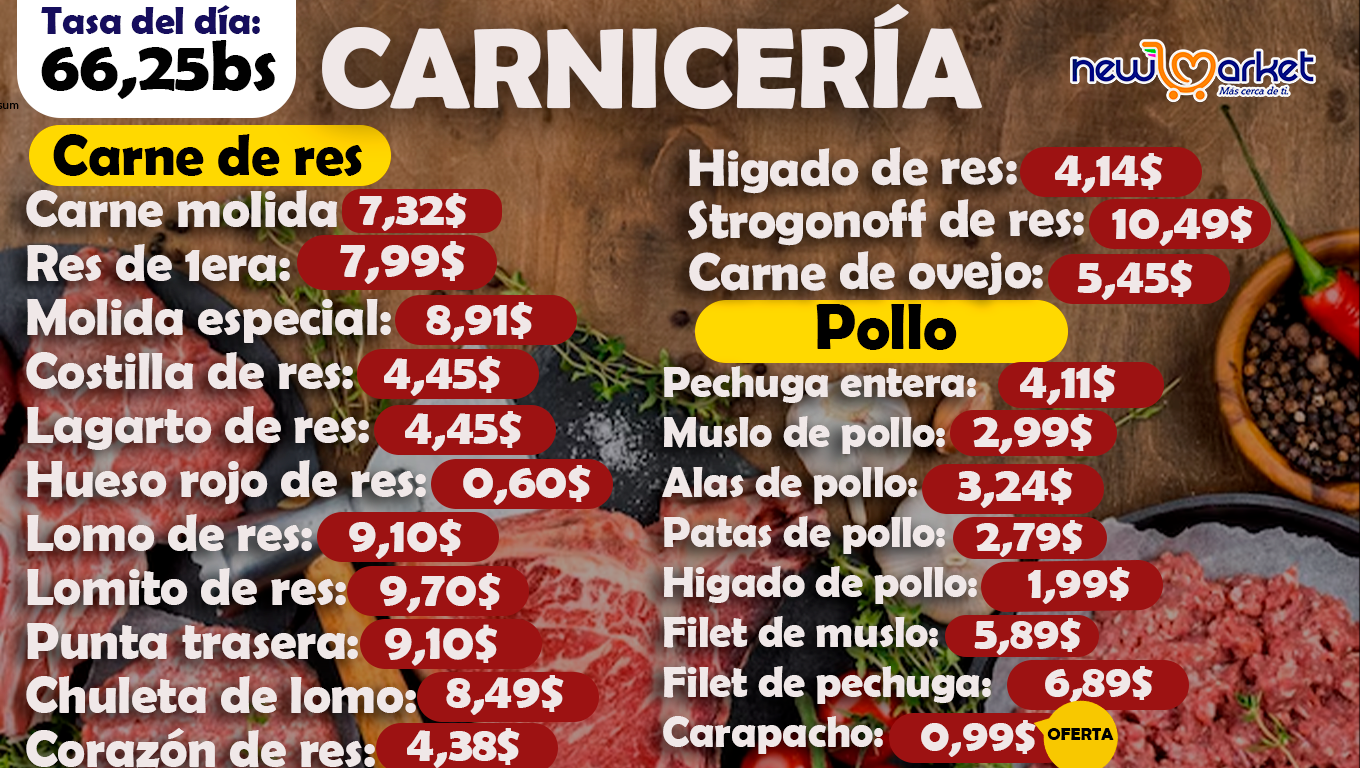 Tasa del día:
66,25bs
sum
CARNICERÍA
new market
Más cerca de ti.
Carne de res
Carne molida 7,32$
Res de 1era: 7,99$
Molida especial: 8,91$
Costilla de res: 4,45$
Lagarto de res: 4,45$
Hueso rojo de res: 0,60$
Lomo de res: 9,10$
Lomito de res: 9,70$
Punta trasera: 9,10$
Chuleta de lomo: 8,49$
Corazón de res: 4,38$
Higado de res: 4,14$
Strogonoff de res: 10,49$
Carne de ovejo: 5,45$
Pollo
Pechuga entera: 4,11$
Muslo de pollo: 2,99$
Alas de pollo: 3,24$
Patas de pollo: 2,79$
Higado de pollo: 1,99$
Filet de muslo: 5,89$
Filet de pechuga: 6,89$
Carapacho: 0,99$ OFERTA